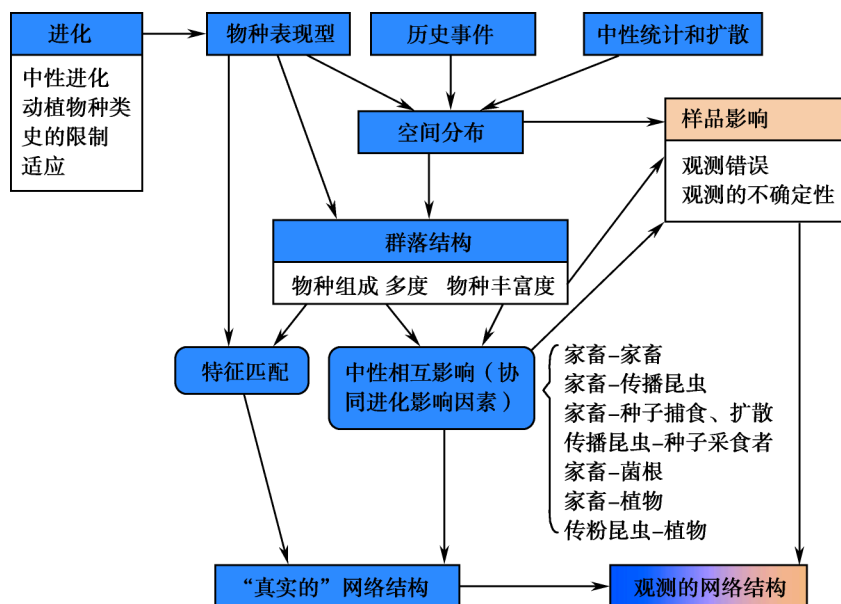 进化
物种表现型
历史事件
中性统计和扩散
中性进化
动植物种类
史的限制
适应
空间分布
样品影响
观测错误
观测的不确定性
群落结构
物种组成 多度 物种丰富度
特征匹配
中性相互影响（协
同进化影响因素）
家畜–家畜
家畜–传播昆虫
家畜–种子捕食、扩散
传播昆虫–种子采食者
家畜–菌根
家畜–植物
传粉昆虫–植物
“真实的”网络结构
观测的网络结构